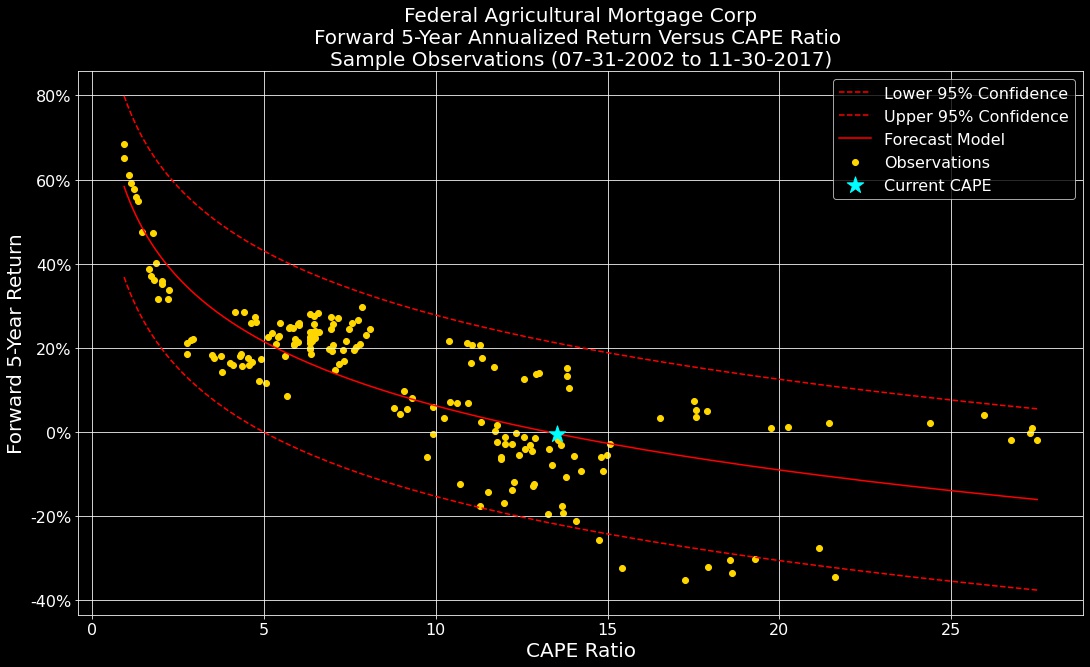 Federal Agricultural Mortgage Corp
Forward 5-Year Annualized Return Versus CAPE Ratio
Sample Observations (07-31-2002 to 11-30-2017)
Lower 95% Confidence
Upper 95% Confidence
Forecast Model
Observations
Current CAPE
Forward 5-Year Return
80%
60%
40%
20%
0%
-20%
-40%
0 5 10 15 20 25
CAPE Ratio